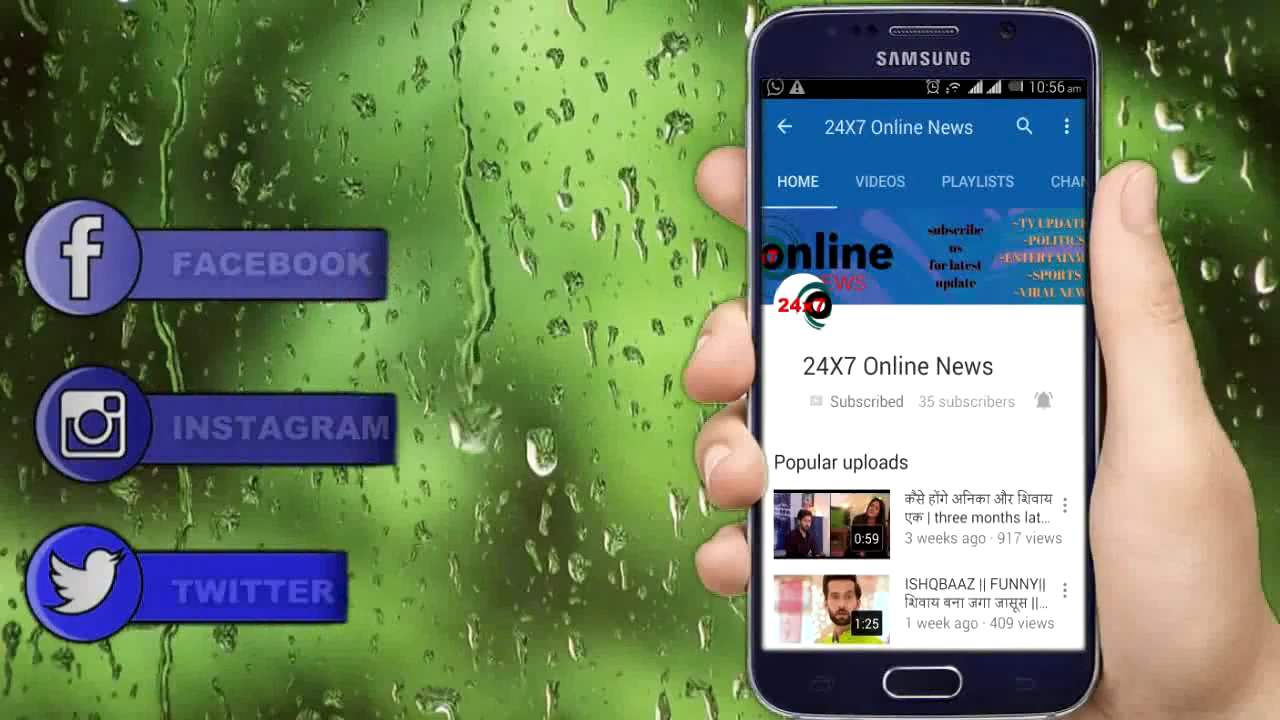 FACEBOOK
INSTAGRAM
TWITTER
SAMSUNG
10:56 am
24X7 Online News
HOME VIDEOS PLAYLISTS CHAN
online
NEWS
subscribe
us
for latest
update
~TV UPDATE
~POLITICS
~ENTERTAINM
~SPORTS
~VIRAL NEW
24x7
24X7 Online News
Subscribed 35 subscribers
Popular uploads
कैसे होंगे अनिका और शिवाय
एक | three months lat...
3 weeks ago · 917 views
0:59
ISHQBAAZ || FUNNY||
शिवाय बना जगा जासूस ||...
1 week ago · 409 views
1:25